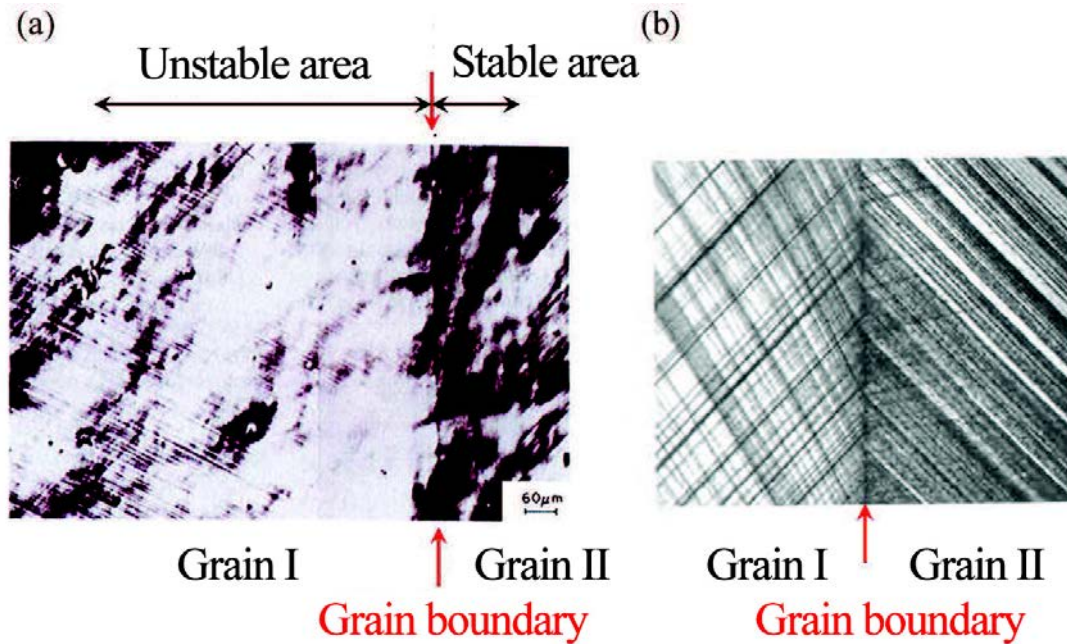 (a)
(b)
Unstable area
Stable area
60μm
Grain I
Grain II
Grain boundary
Grain I
Grain II
Grain boundary